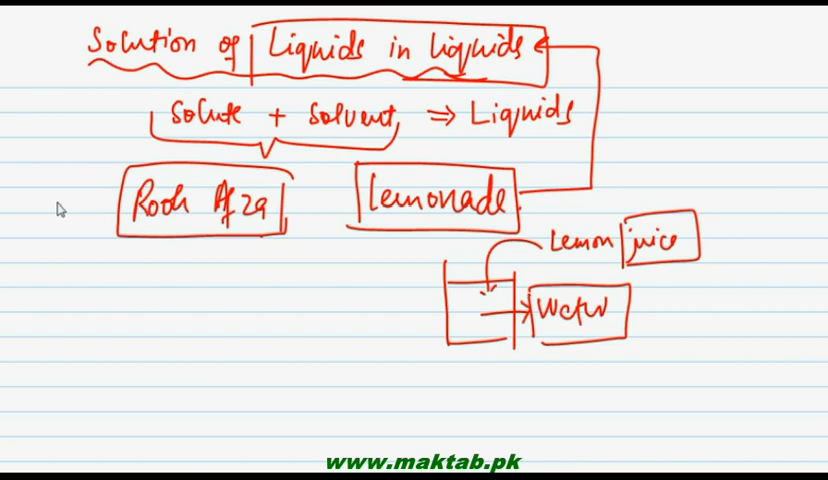 Solution of Liquids in Liquids
Solute + Solvent ⇒ Liquids
Rooh Afza Lemonade
Lemon juice
Water
www.maktab.pk